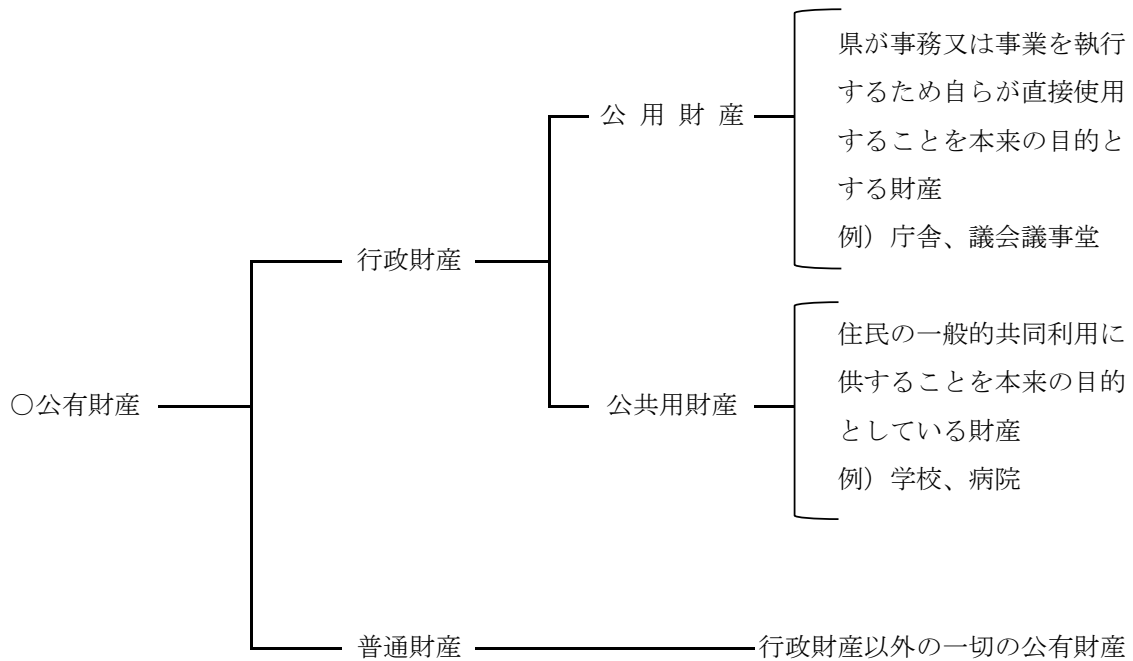 〇公有財産
行政財産
公 用 財 産
県が事務又は事業を執行
するため自らが直接使用
することを本来の目的と
する財産
例）庁舎、議会議事堂
公共用財産
住民の一般的共同利用に
供することを本来の目的
としている財産
例）学校、病院
普通財産
行政財産以外の一切の公有財産